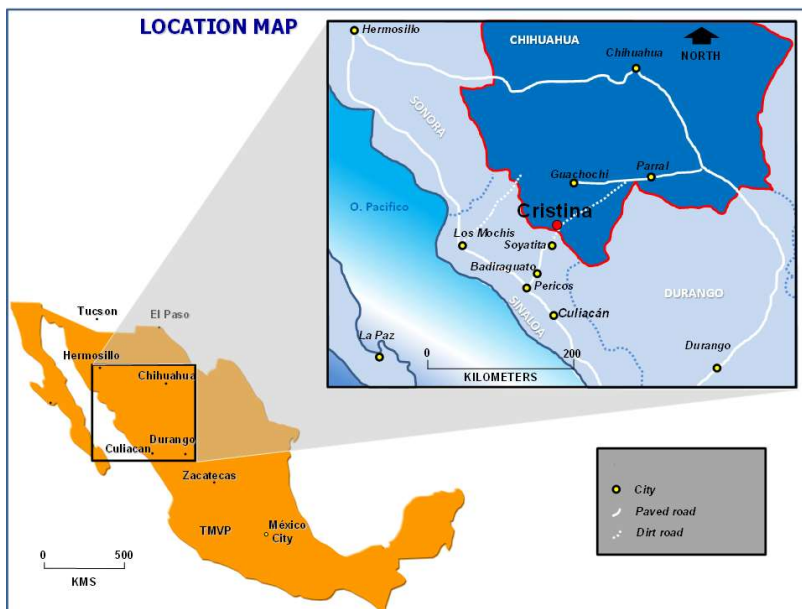 LOCATION MAP
Hermosillo
CHIHUAHUA
Chihuahua
NORTH
SONORA
Guachochi
Parral
O. Pacifico
Cristina
Los Mochis
Soyatita
Badiraguato
Pericos
DURANGO
SINALOA
Culiacán
La Paz
0
200
KILOMETERS
Durango
Tucson
El Paso
Hermosillo
Chihuahua
Culiacan
Durango
Zacatecas
TMVP
México
City
0
500
KMS
City
Paved road
Dirt road